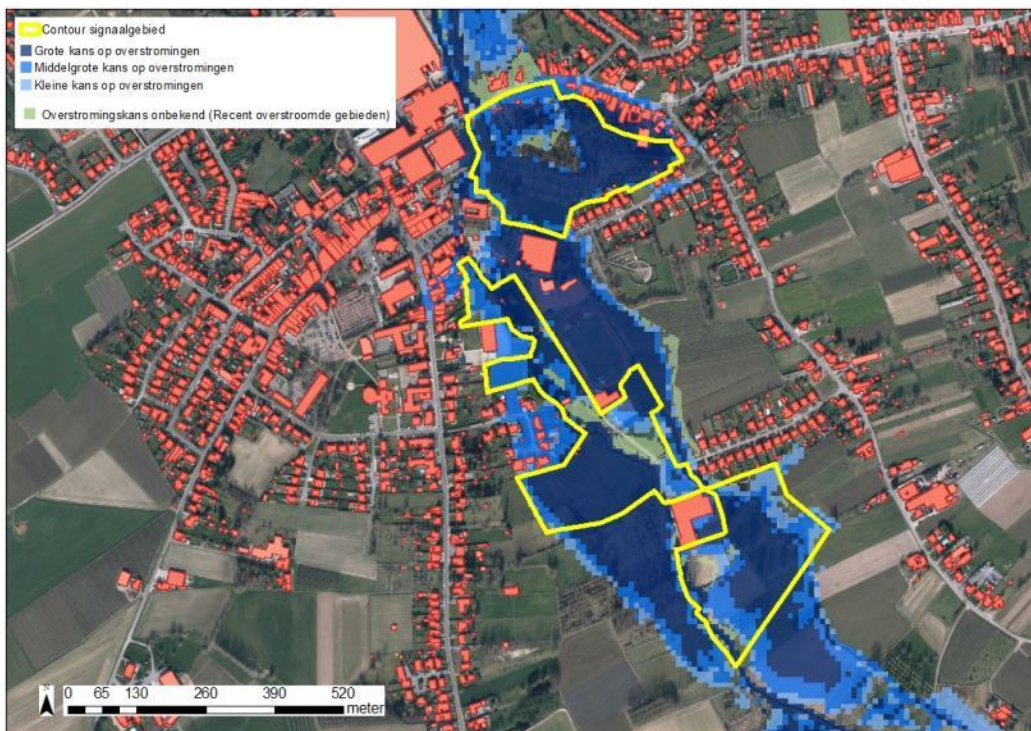 Contour signaalgebied
Grote kans op overstromingen
Middelgrote kans op overstromingen
Kleine kans op overstromingen
Overstromingskans onbekend (Recent overstroomde gebieden)
0 65 130 260 390 520
meter